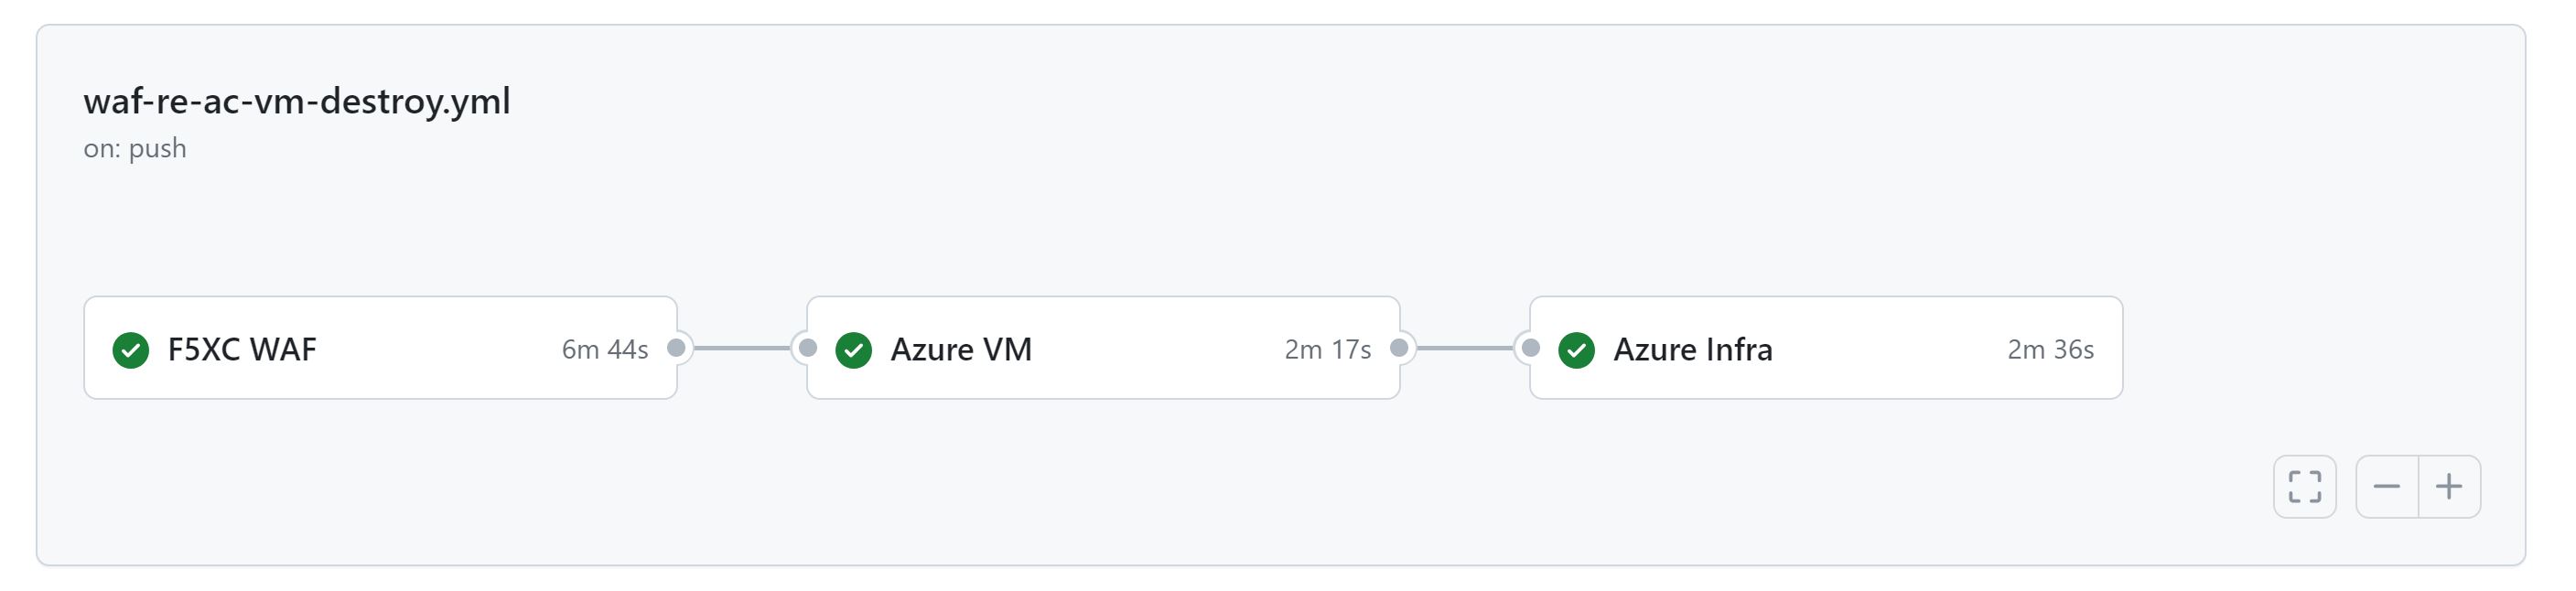 waf-re-ac-vm-destroy.yml
on: push
F5XC WAF 6m 44s Azure VM 2m 17s Azure Infra 2m 36s